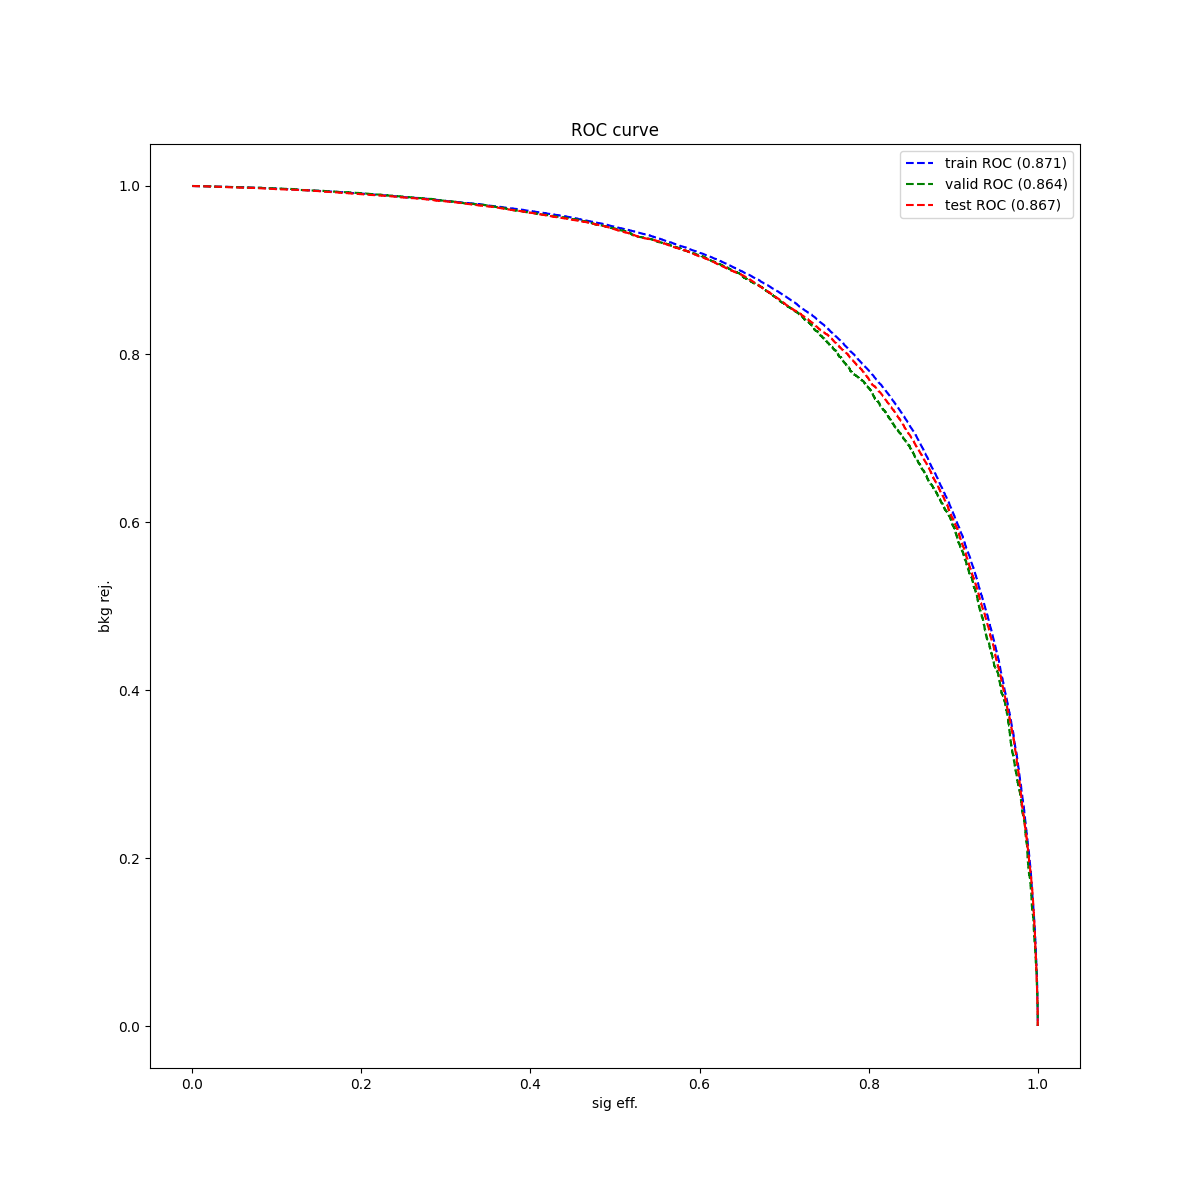 ROC curve
train ROC (0.871)
valid ROC (0.864)
test ROC (0.867)
1.0
0.8
0.6
0.4
0.2
0.0
bkg rej.
0.0 0.2 0.4 0.6 0.8 1.0
sig eff.